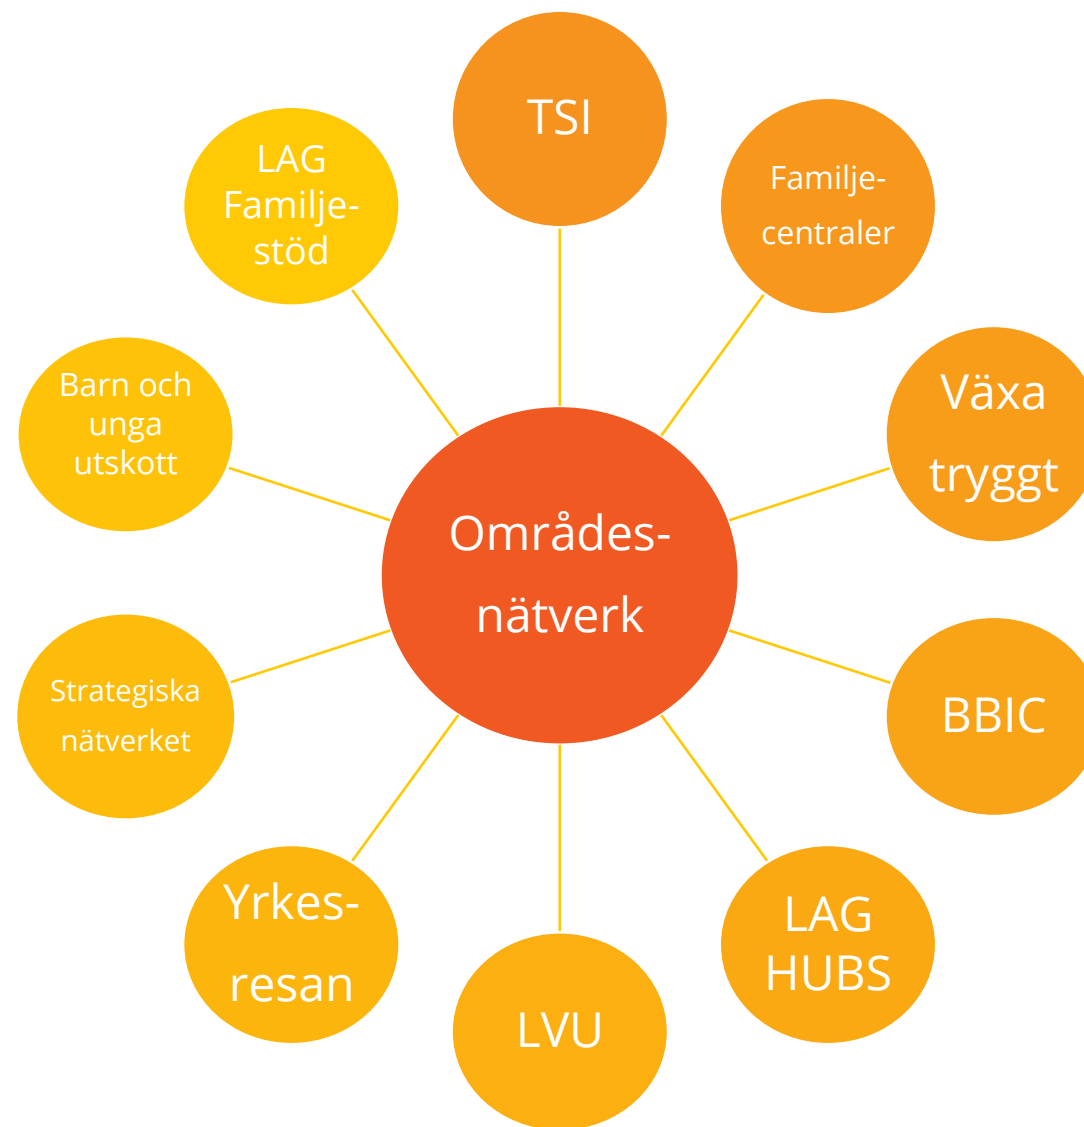 TSI
Familje-
centraler
Växa
tryggt
BBIC
LAG
HUBS
LVU
Yrkes-
resan
Strategiska
nätverket
Barn och
unga
utskott
LAG
Familje-
stöd
Områdes-
nätverk